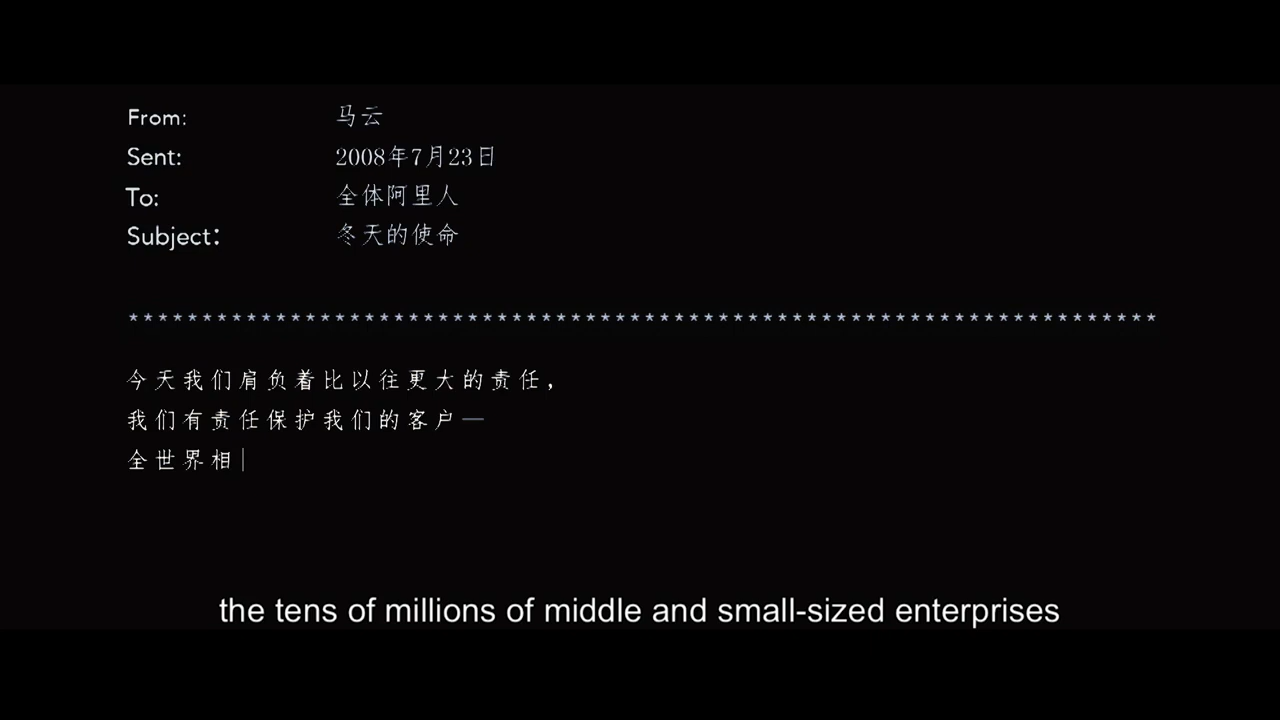 From: 马云
Sent: 2008年7月23日
To: 全体阿里人
Subject: 冬天的使命
**********************************************************************
今天我们肩负着比以往更大的责任，
我们有责任保护我们的客户—
全世界相
the tens of millions of middle and small-sized enterprises